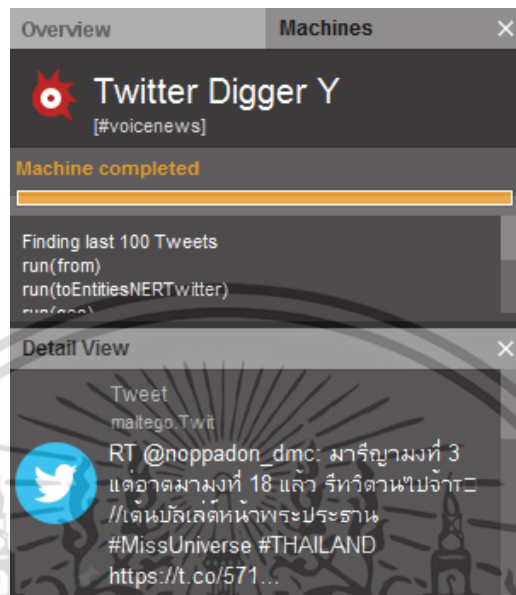 Overview Machines
Twitter Digger Y
[#voicenews]
Machine completed
Finding last 100 Tweets
run(from)
run(toEntitiesNERTwitter)
run(geo)
Detail View
Tweet
maltego.Twit
RT @noppadon_dmc: มารีญามงที่ 3
แต่อาตมามงที่ 18 แล้ว รีทวิตวนๆไปจ้า
//เต้นบัลเล่ต์หน้าพระประธาน
#MissUniverse #THAILAND
https://t.co/571...